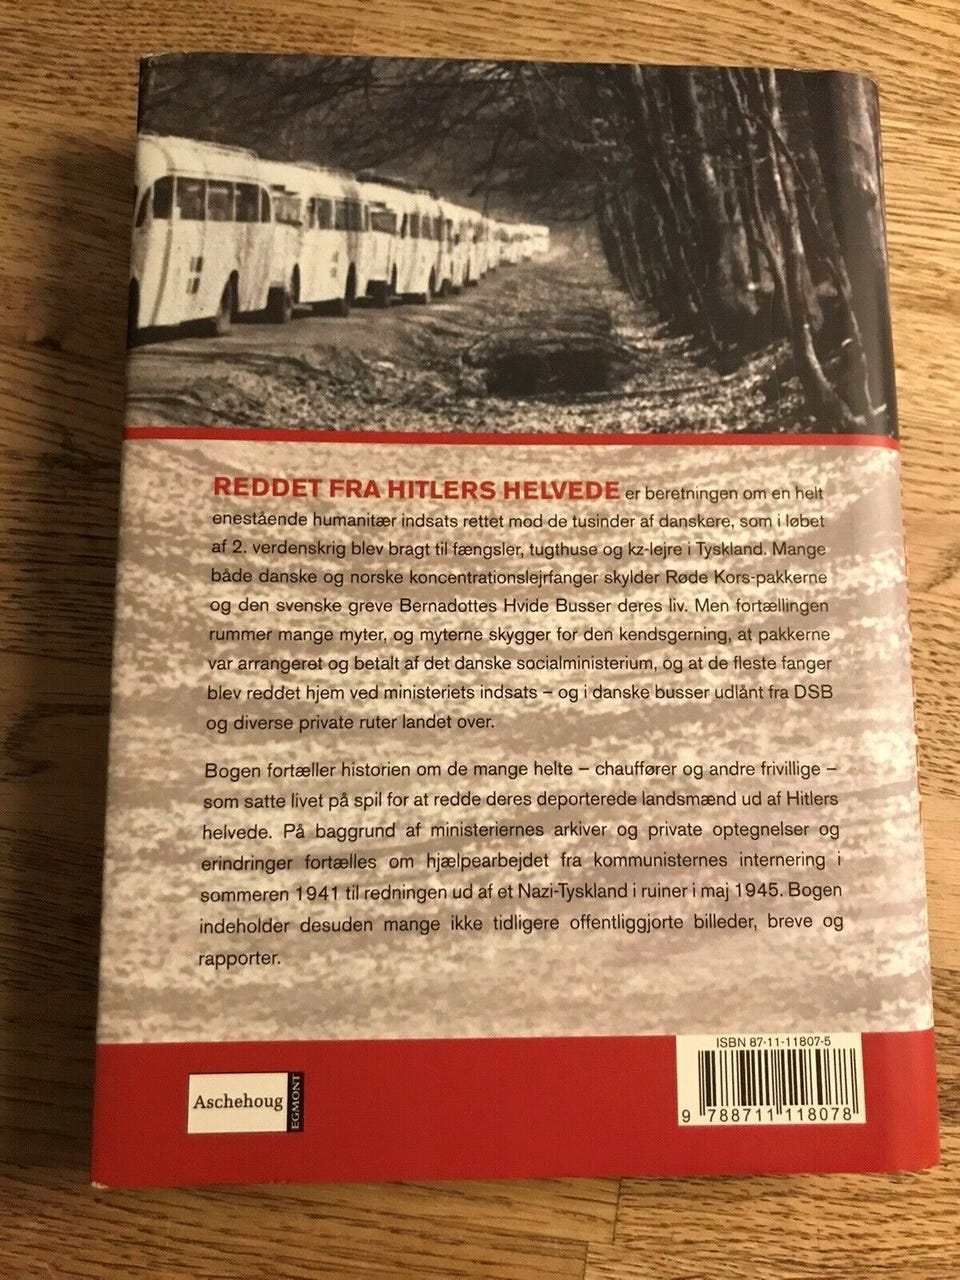 REDDET FRA HITLERS HELVEDE er beretningen om en helt
enestående humanitær indsats rettet mod de tusinder af danskere, som i løbet
af 2. verdenskrig blev bragt til fængsler, tugthuse og kz-lejre i Tyskland. Mange
både danske og norske koncentrationslejrfanger skylder Røde Kors-pakkerne
og den svenske greve Bernadottes Hvide Busser deres liv. Men fortællingen
rummer mange myter, og myterne skygger for den kendsgerning, at pakkerne
var arrangeret og betalt af det danske socialministerium, og at de fleste fanger
blev reddet hjem ved ministeriets indsats – og i danske busser udlånt fra DSB
og diverse private ruter landet over.
Bogen fortæller historien om de mange helte – chauffører og andre frivillige –
som satte livet på spil for at redde deres deporterede landsmænd ud af Hitlers
helvede. På baggrund af ministeriernes arkiver og private optegnelser og
erindringer fortælles om hjælpearbejdet fra kommunisternes internering i
sommeren 1941 til redningen ud af et Nazi-Tyskland i ruiner i maj 1945. Bogen
indeholder desuden mange ikke tidligere offentliggjorte billeder, breve og
rapporter.
Aschehoug
EGMONT
ISBN 87-11-11807-5
9 788711 118078